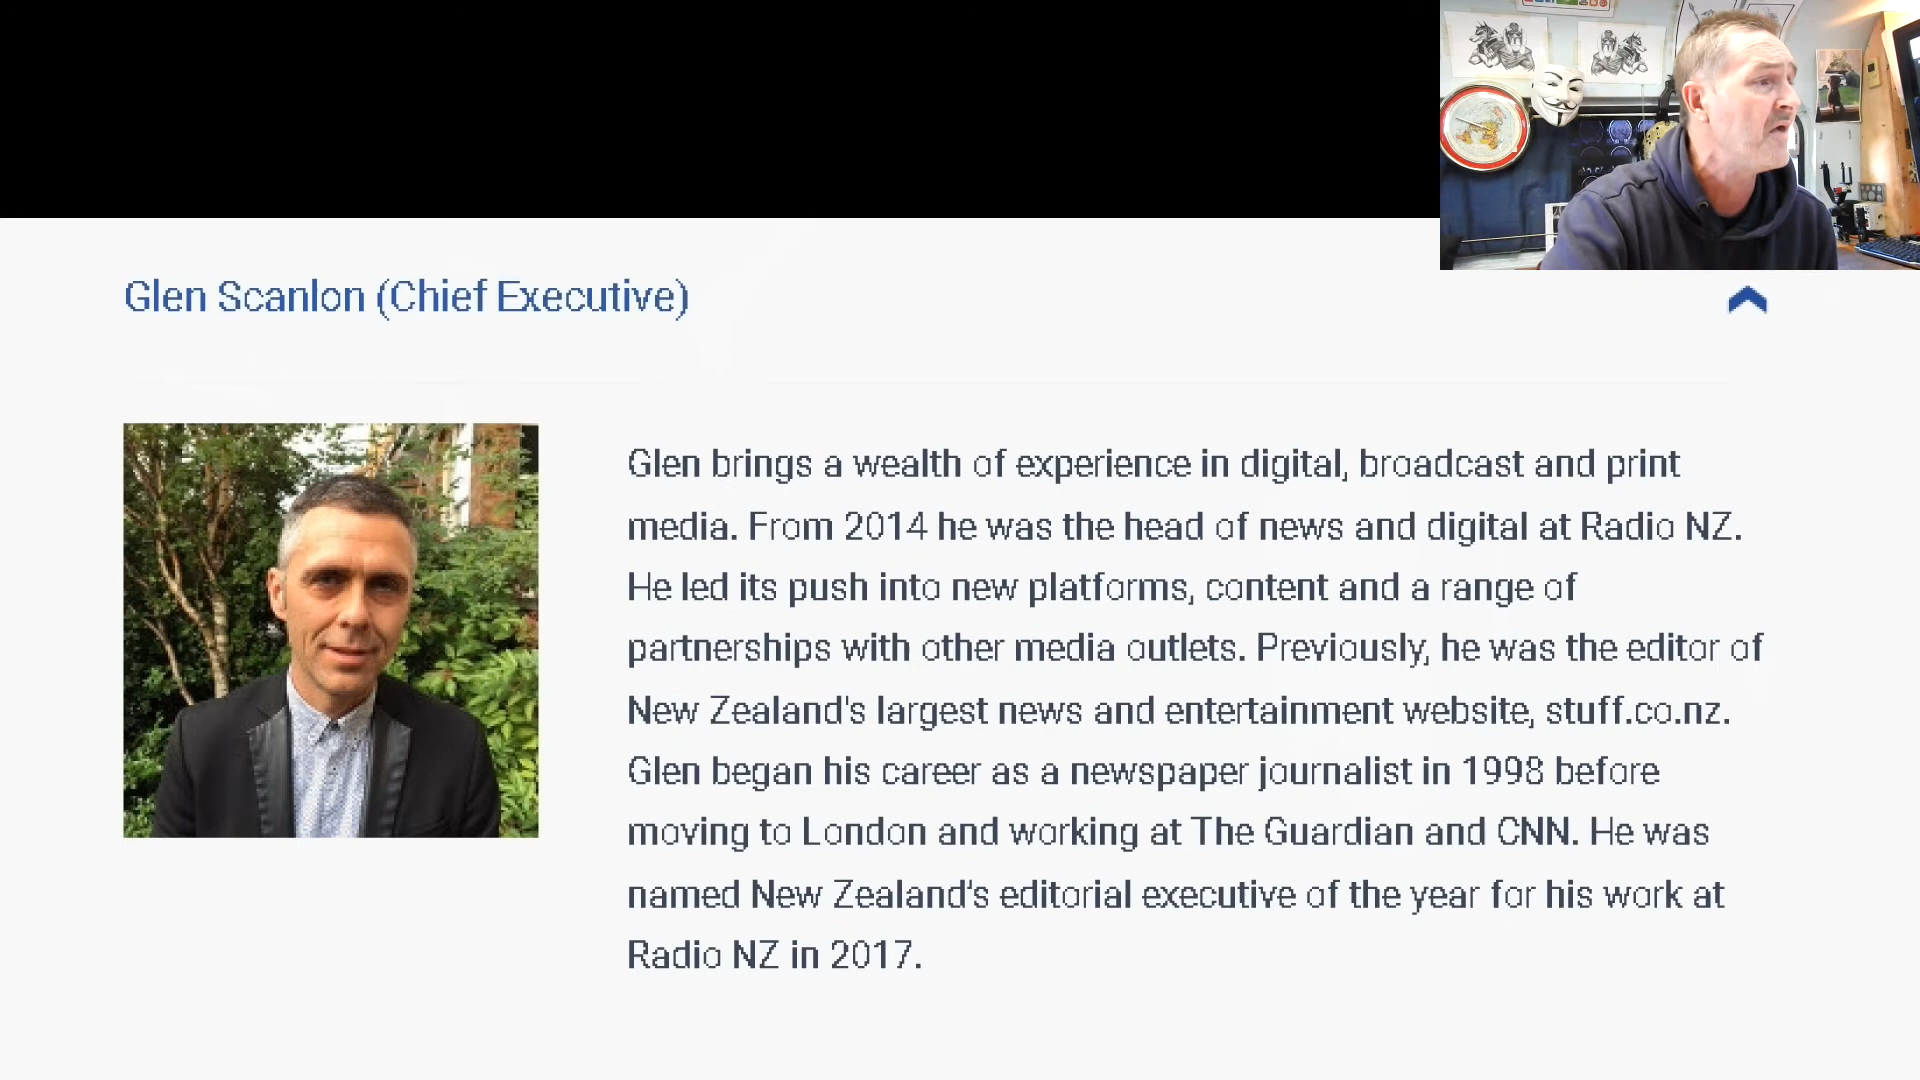 Glen Scanlon (Chief Executive)
Glen brings a wealth of experience in digital, broadcast and print
media. From 2014 he was the head of news and digital at Radio NZ.
He led its push into new platforms, content and a range of
partnerships with other media outlets. Previously, he was the editor of
New Zealand's largest news and entertainment website, stuff.co.nz.
Glen began his career as a newspaper journalist in 1998 before
moving to London and working at The Guardian and CNN. He was
named New Zealand's editorial executive of the year for his work at
Radio NZ in 2017.